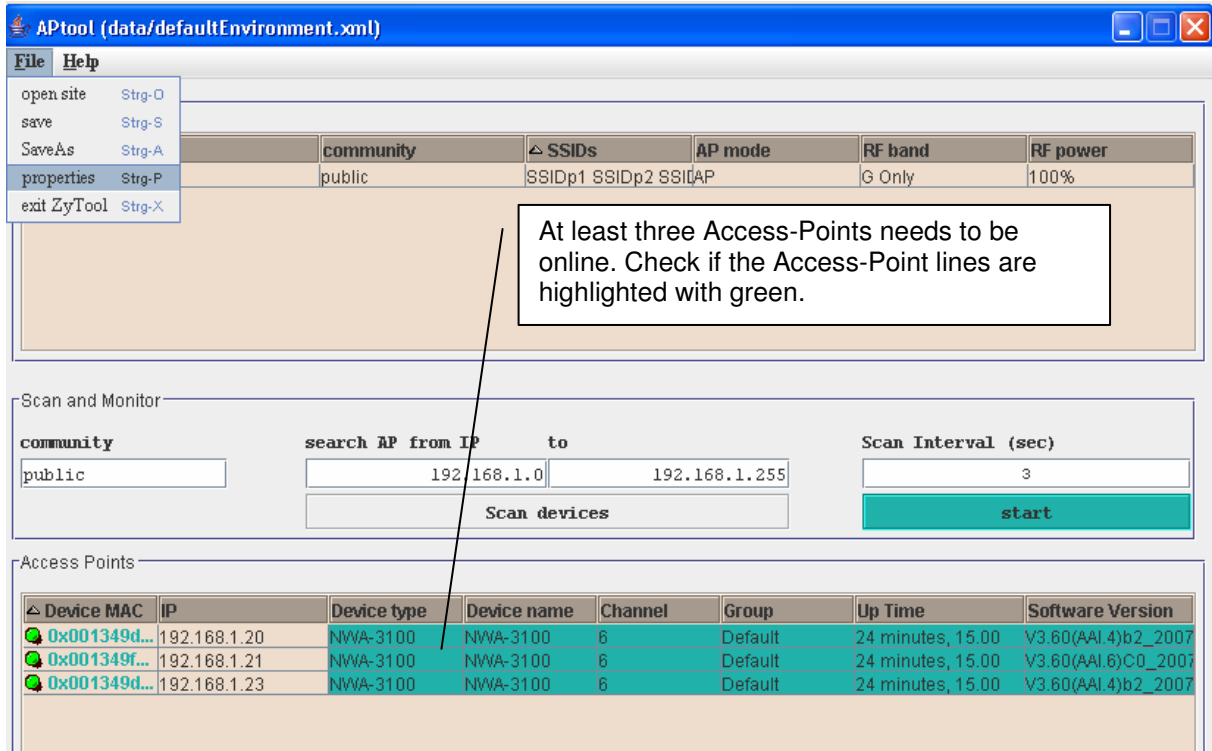 APtool (data/defaultEnvironment.xml)
File Help
open site Strg-O
save Strg-S
SaveAs Strg-A
properties Strg-P
exit ZyTool Strg-X
community SSIDs AP mode RF band RF power
public SSIDp1 SSIDp2 SSID AP G Only 100%
At least three Access-Points needs to be
online. Check if the Access-Point lines are
highlighted with green.
Scan and Monitor
community search AP from IP to Scan Interval (sec)
public 192.168.1.0 192.168.1.255 3
Scan devices start
Access Points
Device MAC IP Device type Device name Channel Group Up Time Software Version
0x001349d... 192.168.1.20 NWA-3100 NWA-3100 6 Default 24 minutes, 15.00 V3.60(AAI.4)b2_2007
0x001349f... 192.168.1.21 NWA-3100 NWA-3100 6 Default 24 minutes, 15.00 V3.60(AAI.6)C0_2007
0x001349d... 192.168.1.23 NWA-3100 NWA-3100 6 Default 24 minutes, 15.00 V3.60(AAI.4)b2_2007